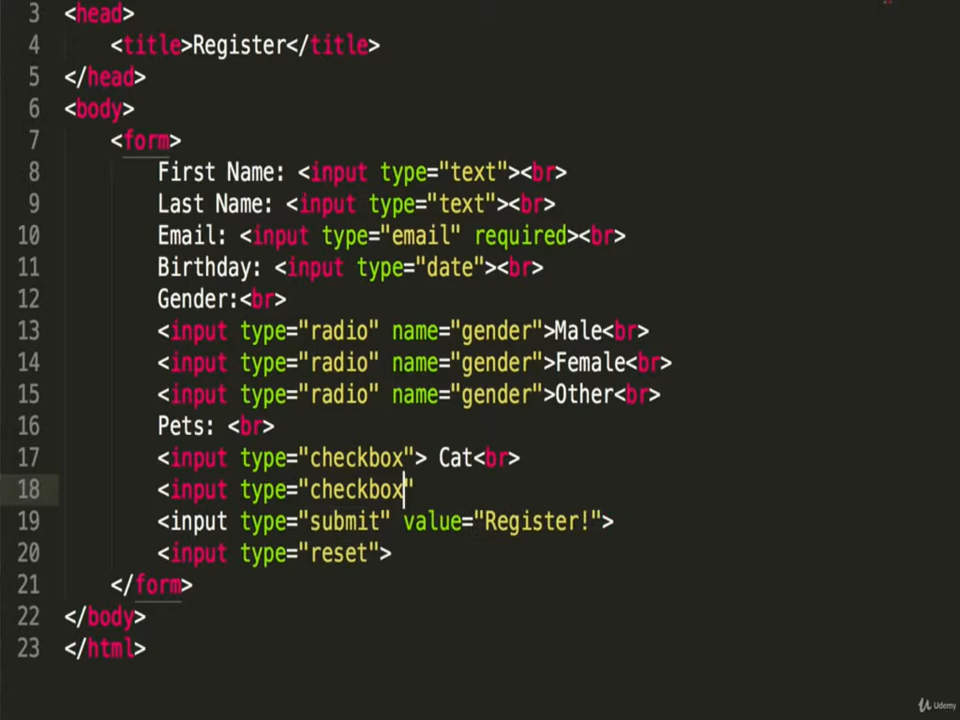 3 <head>
4     <title>Register</title>
5 </head>
6 <body>
7     <form>
8         First Name: <input type="text"><br>
9         Last Name: <input type="text"><br>
10         Email: <input type="email" required><br>
11         Birthday: <input type="date"><br>
12         Gender:<br>
13         <input type="radio" name="gender">Male<br>
14         <input type="radio" name="gender">Female<br>
15         <input type="radio" name="gender">Other<br>
16         Pets: <br>
17         <input type="checkbox"> Cat<br>
18         <input type="checkbox"
19         <input type="submit" value="Register!">
20         <input type="reset">
21     </form>
22 </body>
23 </html>
Udemy